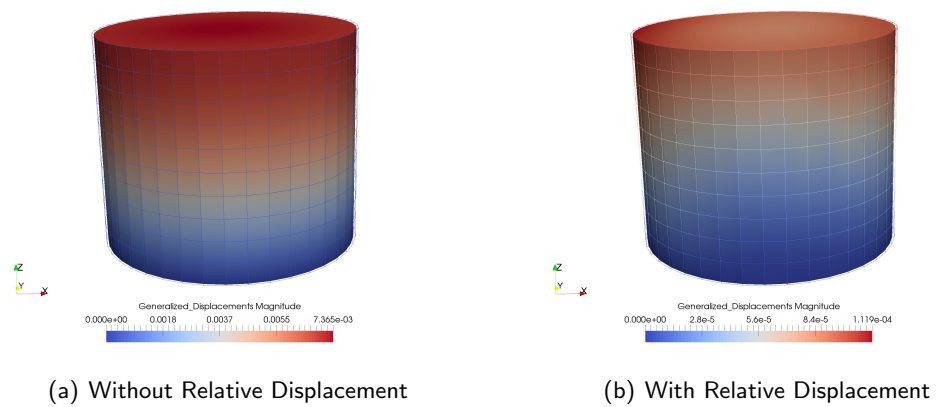 Z
Y
X
Generalized_Displacements Magnitude
0.000e+00 0.0018 0.0037 0.0055 7.365e-03
(a) Without Relative Displacement
Z
Y
X
Generalized_Displacements Magnitude
0.000e+00 2.8e-5 5.6e-5 8.4e-5 1.119e-04
(b) With Relative Displacement